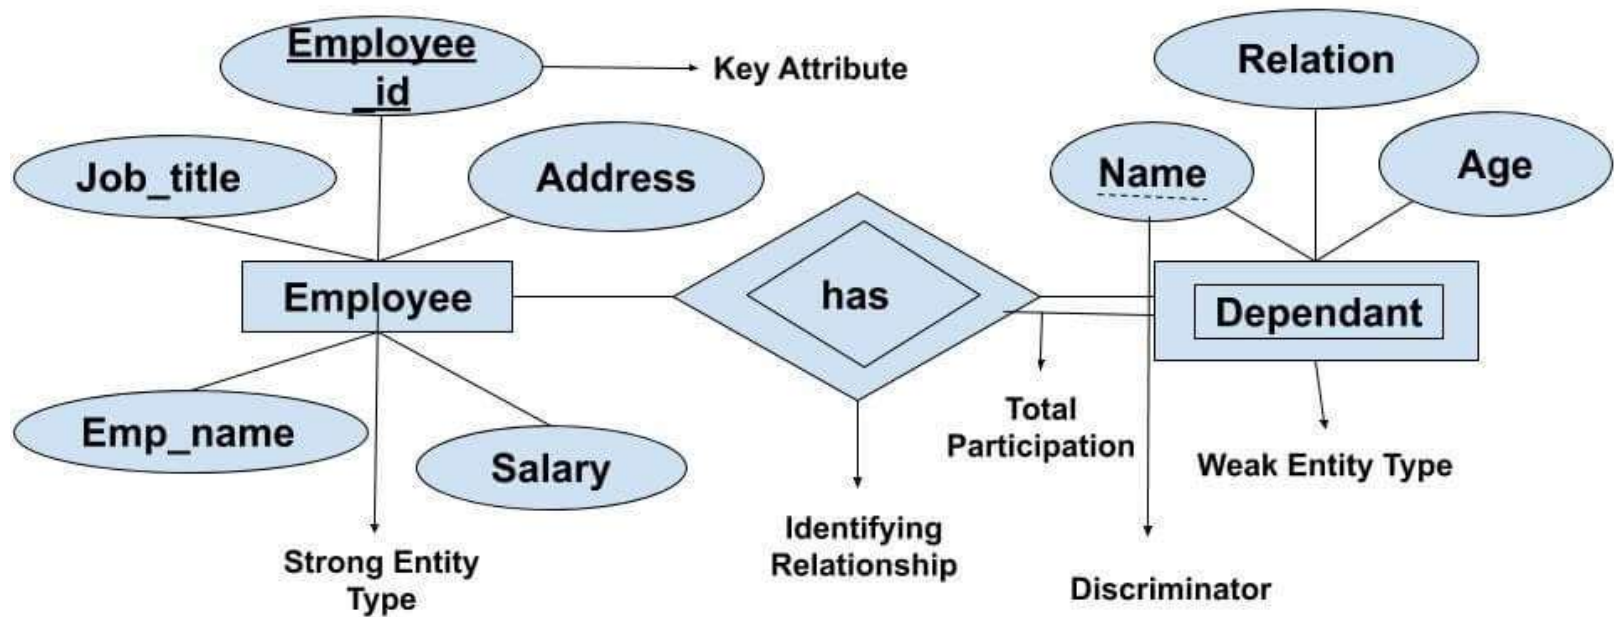 Employee
_id
Key Attribute
Relation
Job_title
Address
Name
Age
Employee
has
Dependant
Emp_name
Salary
Total
Participation
Weak Entity Type
Identifying
Relationship
Strong Entity
Type
Discriminator